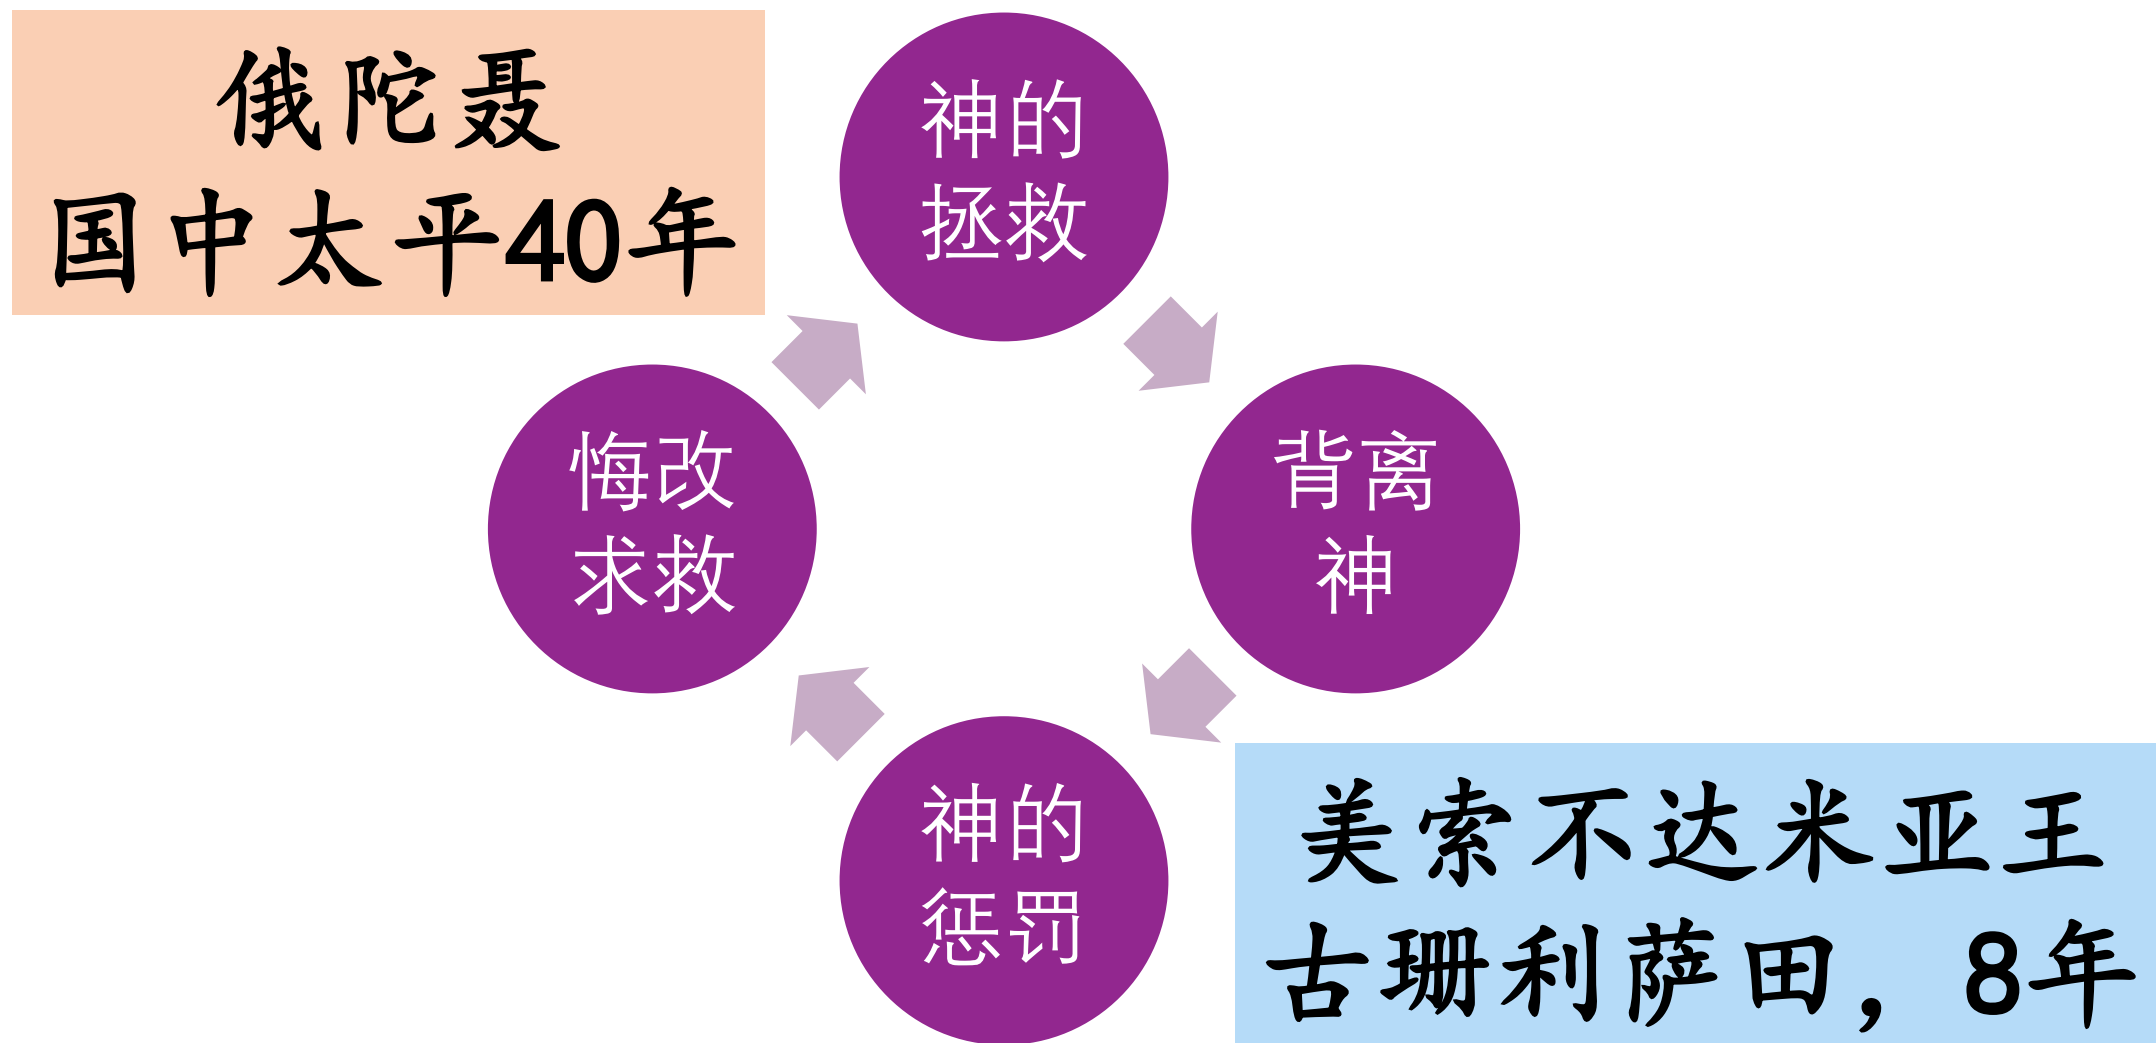 俄陀聂
国中太平40年
神的
拯救
背离
神
神的
惩罚
悔改
求救
美索不达米亚王
古珊利萨田，8年